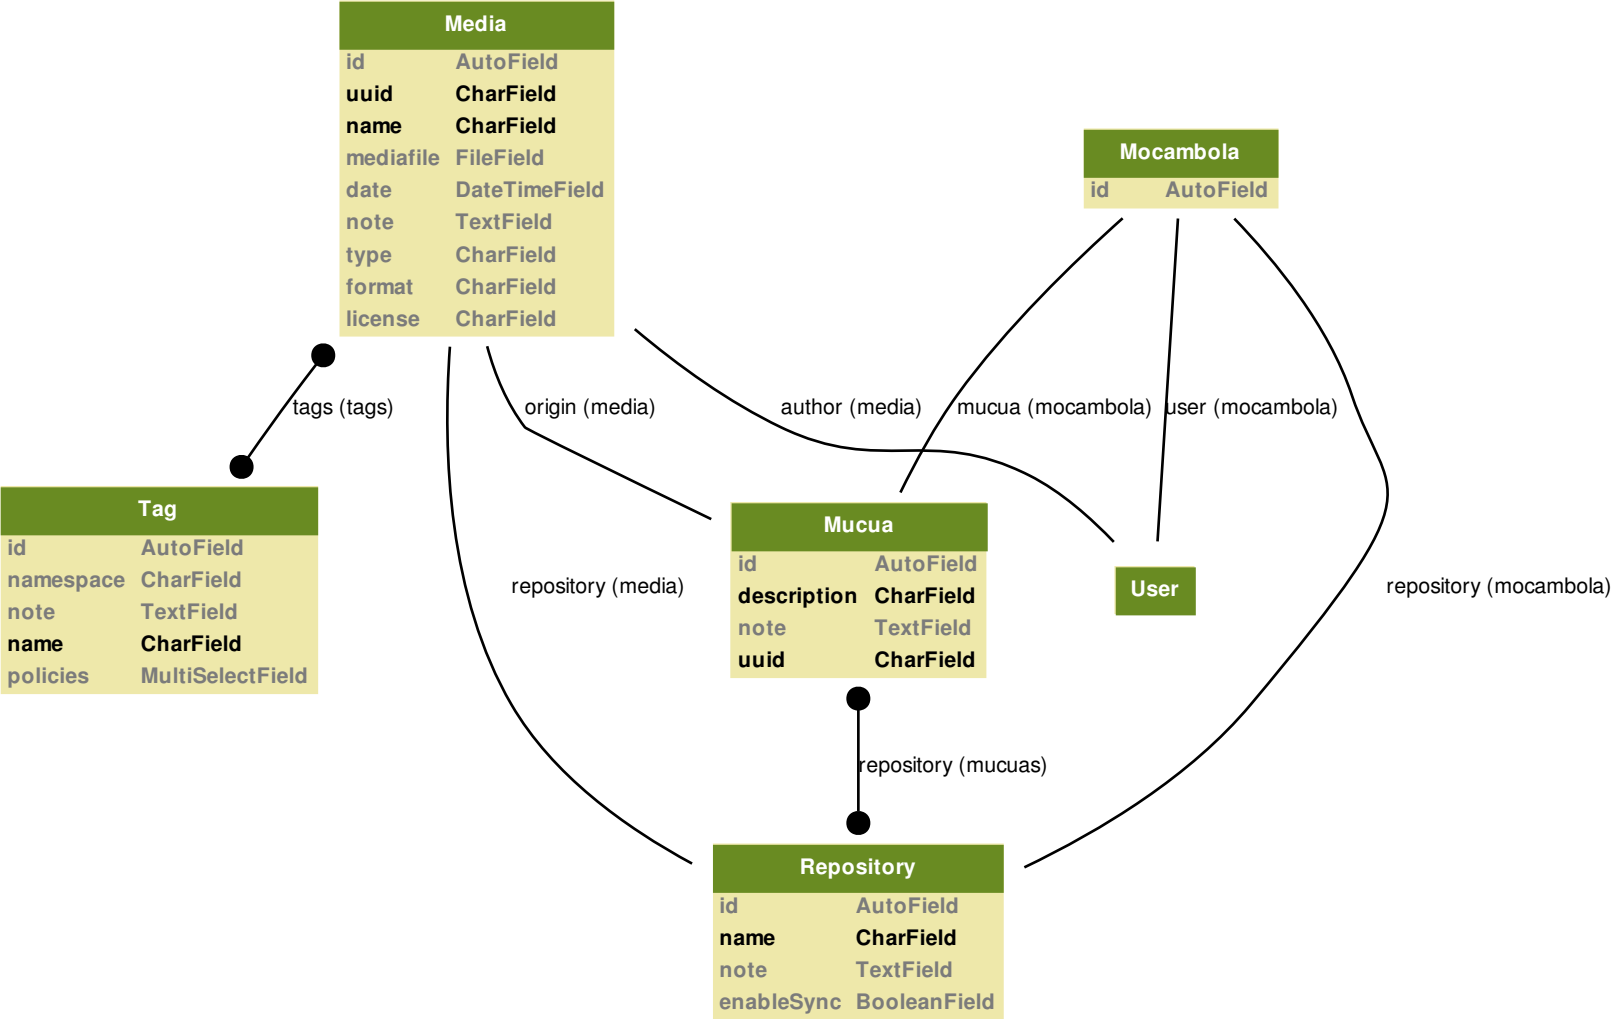 Media
id AutoField
uuid CharField
name CharField
mediafile FileField
date DateTimeField
note TextField
type CharField
format CharField
license CharField
Mocambola
id AutoField
tags (tags)
origin (media)
author (media)
mucua (mocambola)
user (mocambola)
Tag
id AutoField
namespace CharField
note TextField
name CharField
policies MultiSelectField
repository (media)
Mucua
id AutoField
description CharField
note TextField
uuid CharField
User
repository (mocambola)
repository (mucuas)
Repository
id AutoField
name CharField
note TextField
enableSync BooleanField